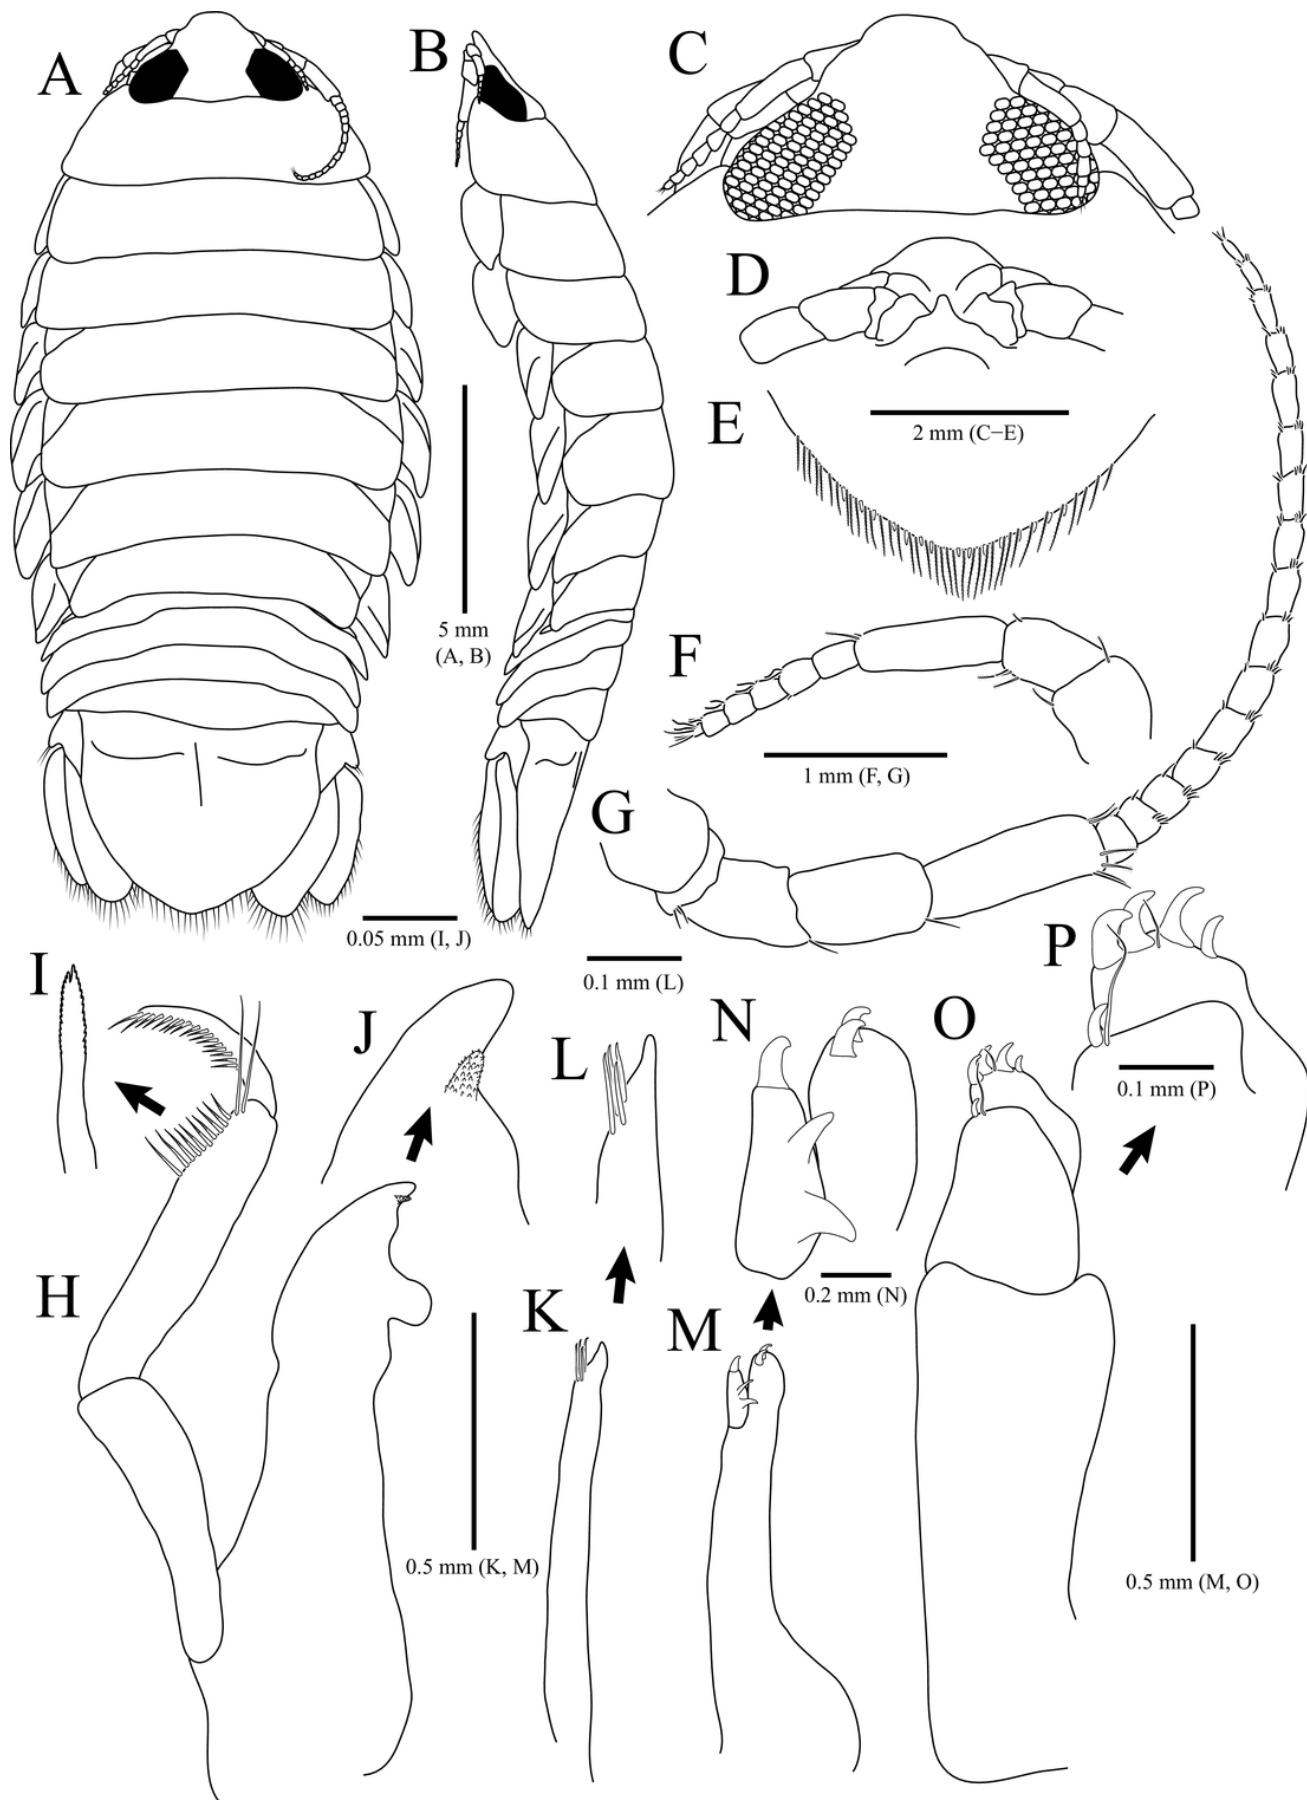 A
B
C
D
2 mm (C−E)
E
5 mm
(A, B)
F
1 mm (F, G)
G
0.05 mm (I, J)
0.1 mm (L)
P
I
J
L
N
O
0.1 mm (P)
H
K
M
0.2 mm (N)
0.5 mm (K, M)
0.5 mm (M, O)